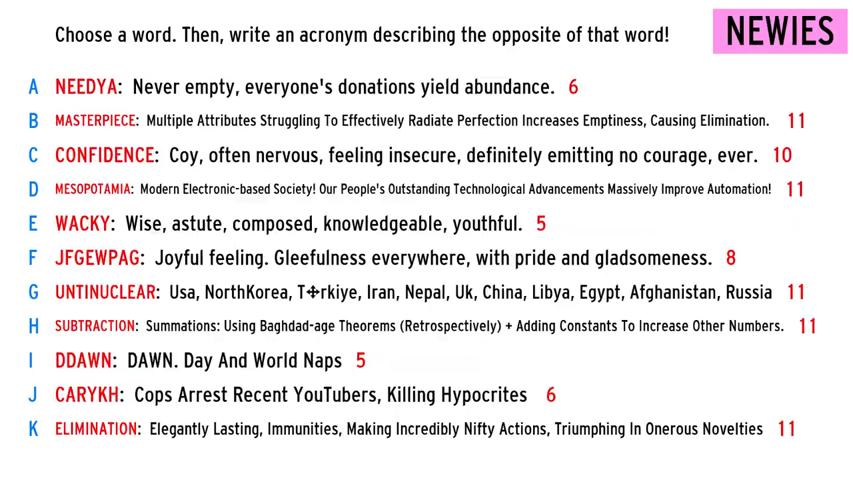 Choose a word. Then, write an acronym describing the opposite of that word!
NEWIES
A NEEDYA: Never empty, everyone's donations yield abundance. 6
B MASTERPIECE: Multiple Attributes Struggling To Effectively Radiate Perfection Increases Emptiness, Causing Elimination. 11
C CONFIDENCE: Coy, often nervous, feeling insecure, definitely emitting no courage, ever. 10
D MESOPOTAMIA: Modern Electronic-based Society! Our People's Outstanding Technological Advancements Massively Improve Automation! 11
E WACKY: Wise, astute, composed, knowledgeable, youthful. 5
F JFGEWPAG: Joyful feeling. Gleefulness everywhere, with pride and gladsomeness. 8
G UNTINUCLEAR: Usa, NorthKorea, T✣rkiye, Iran, Nepal, Uk, China, Libya, Egypt, Afghanistan, Russia 11
H SUBTRACTION: Summations: Using Baghdad-age Theorems (Retrospectively) + Adding Constants To Increase Other Numbers. 11
I DDAWN: DAWN. Day And World Naps 5
J CARYKH: Cops Arrest Recent YouTubers, Killing Hypocrites 6
K ELIMINATION: Elegantly Lasting, Immunities, Making Incredibly Nifty Actions, Triumphing In Onerous Novelties 11